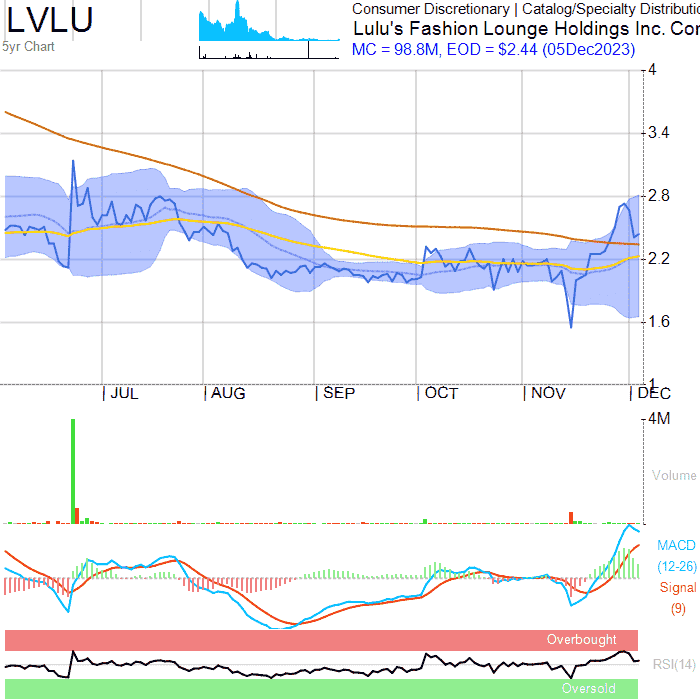 LVLU
5yr Chart
Consumer Discretionary | Catalog/Specialty Distributio
Lulu's Fashion Lounge Holdings Inc. Cor
MC = 98.8M, EOD = $2.44 (05Dec2023)
4
3.4
2.8
2.2
1.6
1
JUL AUG SEP OCT NOV DEC
4M
Volume
MACD
(12-26)
Signal
(9)
Overbought
RSI(14)
Oversold